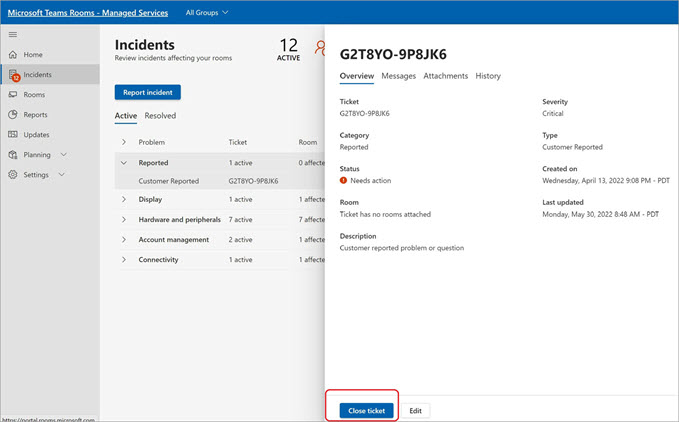 Microsoft Teams Rooms - Managed Services
All Groups
Home
Incidents
12
Rooms
Reports
Updates
Planning
Settings
https://portal.rooms.microsoft.com
Incidents
Review incidents affecting your rooms
12
ACTIVE
Report incident
Active Resolved
Problem Ticket Room
Reported 1 active 0 affecte
Customer Reported G2T8YO-9P8JK6
Display 1 active 1 affecte
Hardware and peripherals 7 active 7 affecte
Account management 2 active 1 affecte
Connectivity 1 active 1 affecte
G2T8YO-9P8JK6
Overview Messages Attachments History
Ticket Severity
G2T8YO-9P8JK6 Critical
Category Type
Reported Customer Reported
Status Created on
Needs action Wednesday, April 13, 2022 9:08 PM - PDT
Room Last updated
Ticket has no rooms attached Monday, May 30, 2022 8:48 AM - PDT
Description
Customer reported problem or question
Close ticket Edit